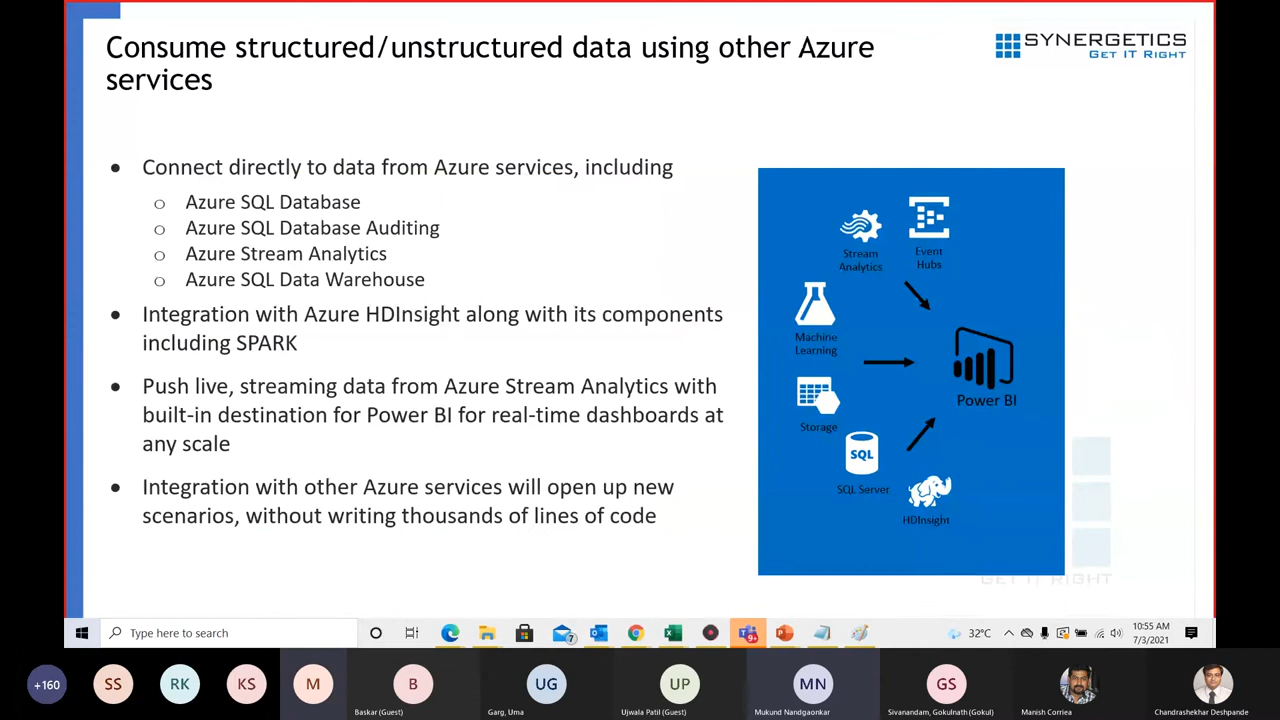 Consume structured/unstructured data using other Azure
services
SYNERGETICS
GET IT RIGHT
Connect directly to data from Azure services, including
Azure SQL Database
Azure SQL Database Auditing
Azure Stream Analytics
Azure SQL Data Warehouse
Integration with Azure HDInsight along with its components
including SPARK
Push live, streaming data from Azure Stream Analytics with
built-in destination for Power BI for real-time dashboards at
any scale
Integration with other Azure services will open up new
scenarios, without writing thousands of lines of code
Stream
Analytics
Event
Hubs
Machine
Learning
Power BI
Storage
SQL
SQL Server
HDInsight
GET IT RIGHT
Type here to search
7
9+
32°C
10:55 AM
7/3/2021
+160
SS
RK
KS
M
B
UG
UP
MN
GS
Baskar (Guest)
Garg, Uma
Ujwala Patil (Guest)
Mukund Nandgaonkar
Sivanandam, Gokulnath (Gokul)
Manish Corriea
Chandrashekhar Deshpande